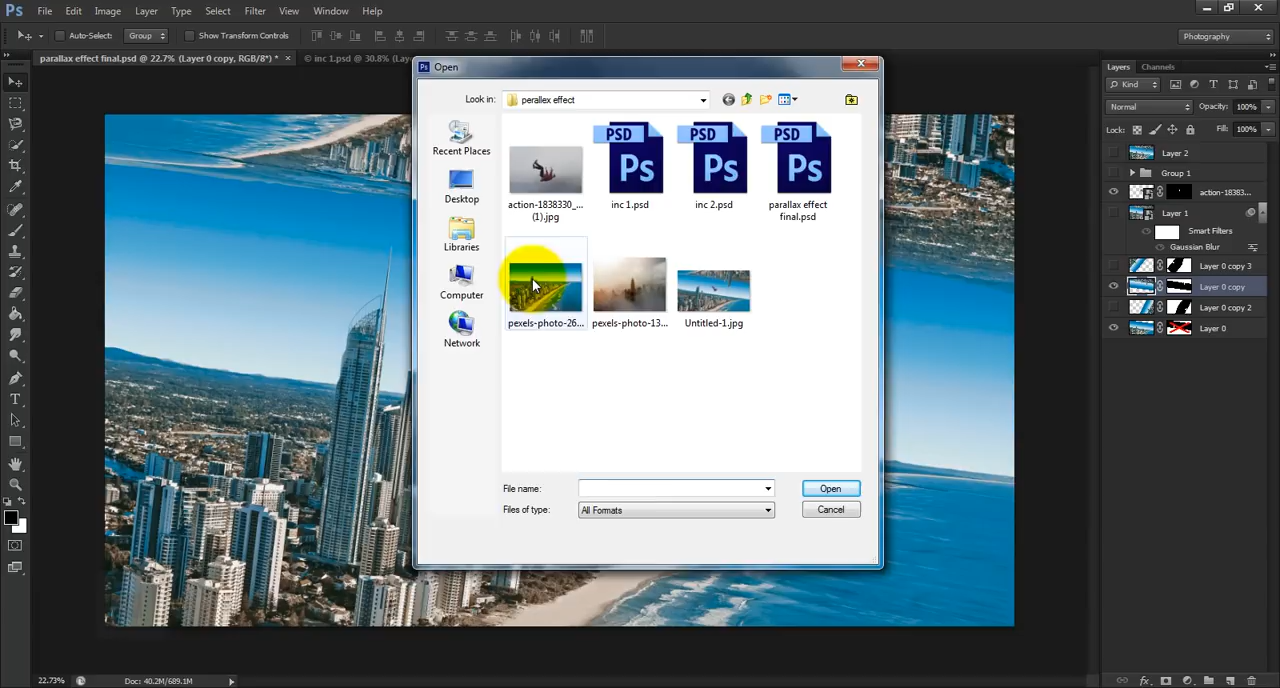 Ps File Edit Image Layer Type Select Filter View Window Help
Auto-Select: Group Show Transform Controls Photography
parallax effect final.psd @ 22.7% (Layer 0 copy, RGB/8*) * × © inc 1.psd @ 30.8% (La
Ps Open
Look in: perallex effect
Recent Places
Desktop
Libraries
Computer
Network
PSD PSD PSD
Ps Ps Ps
action-1838330_... (1).jpg
inc 1.psd
inc 2.psd
parallax effect final.psd
pexels-photo-26...
pexels-photo-13...
Untitled-1.jpg
File name: Open
Files of type: All Formats Cancel
Layers Channels
Kind
Normal Opacity: 100%
Lock: Fill: 100%
Layer 2
Group 1
action-18383...
Layer 1
Smart Filters
Gaussian Blur
Layer 0 copy 3
Layer 0 copy
Layer 0 copy 2
Layer 0
22.73% Doc: 40.2M/689.1M